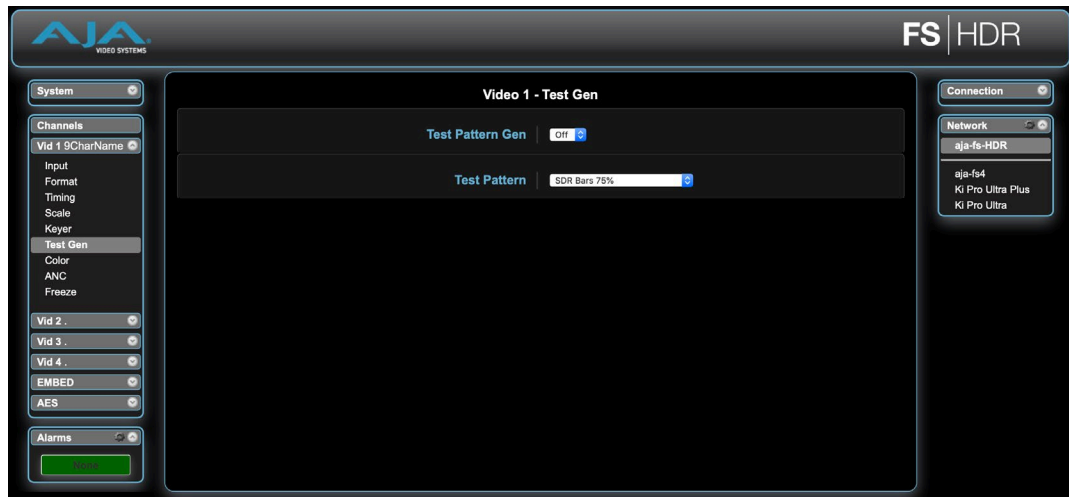 AJA
VIDEO SYSTEMS
FS HDR
System
Channels
Vid 1 9CharName
Input
Format
Timing
Scale
Keyer
Test Gen
Color
ANC
Freeze
Vid 2 .
Vid 3 .
Vid 4 .
EMBED
AES
Alarms
None
Video 1 - Test Gen
Test Pattern Gen Off
Test Pattern SDR Bars 75%
Connection
Network
aja-fs-HDR
aja-fs4
Ki Pro Ultra Plus
Ki Pro Ultra